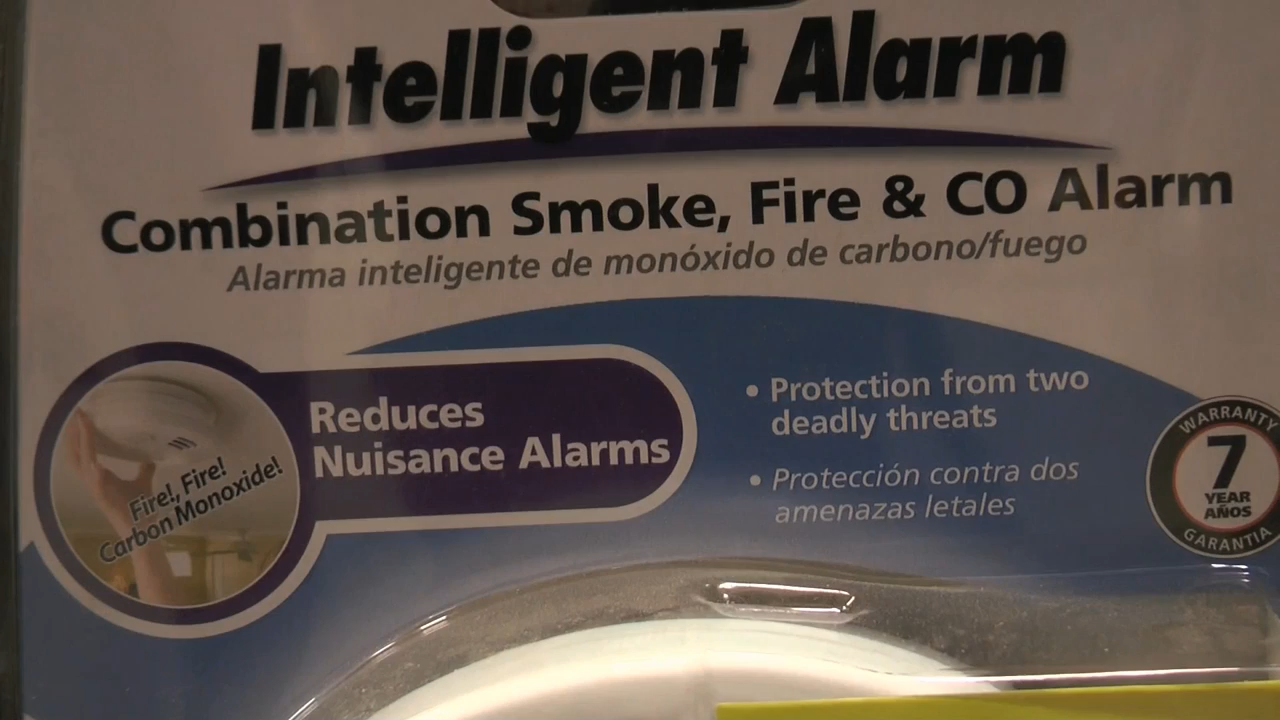 Intelligent Alarm
Combination Smoke, Fire & CO Alarm
Alarma inteligente de monóxido de carbono/fuego
Reduces
Nuisance Alarms
Fire!, Fire!
Carbon Monoxide!
• Protection from two
deadly threats
• Protección contra dos
amenazas letales
WARRANTY
7
YEAR
AÑOS
GARANTIA